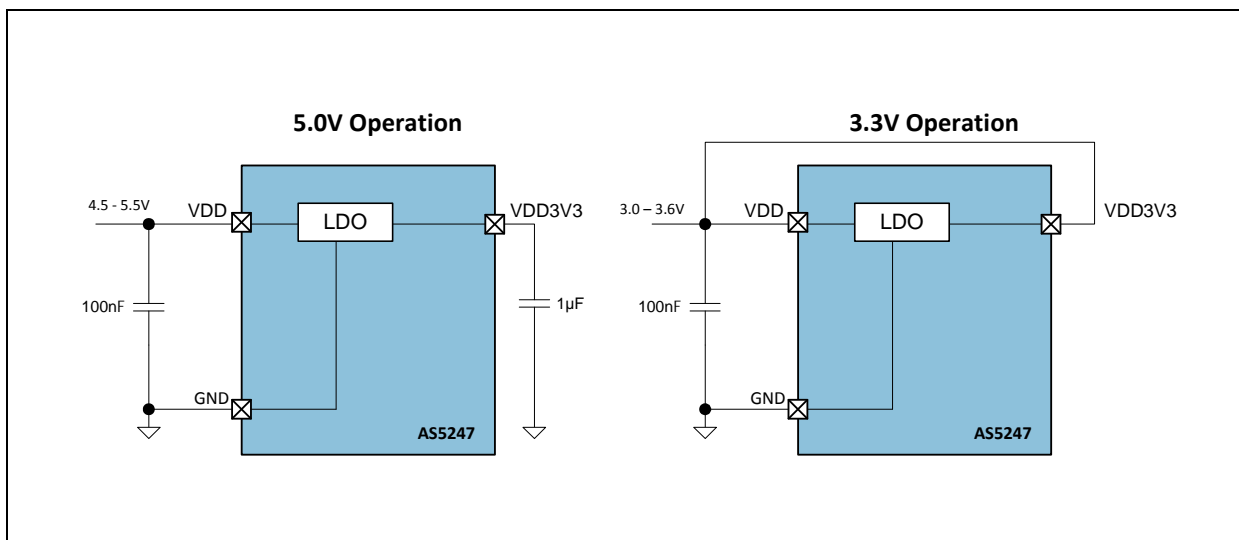 5.0V Operation
4.5 - 5.5V
VDD
LDO
VDD3V3
100nF
1µF
GND
AS5247
3.3V Operation
3.0 – 3.6V
VDD
LDO
VDD3V3
100nF
GND
AS5247